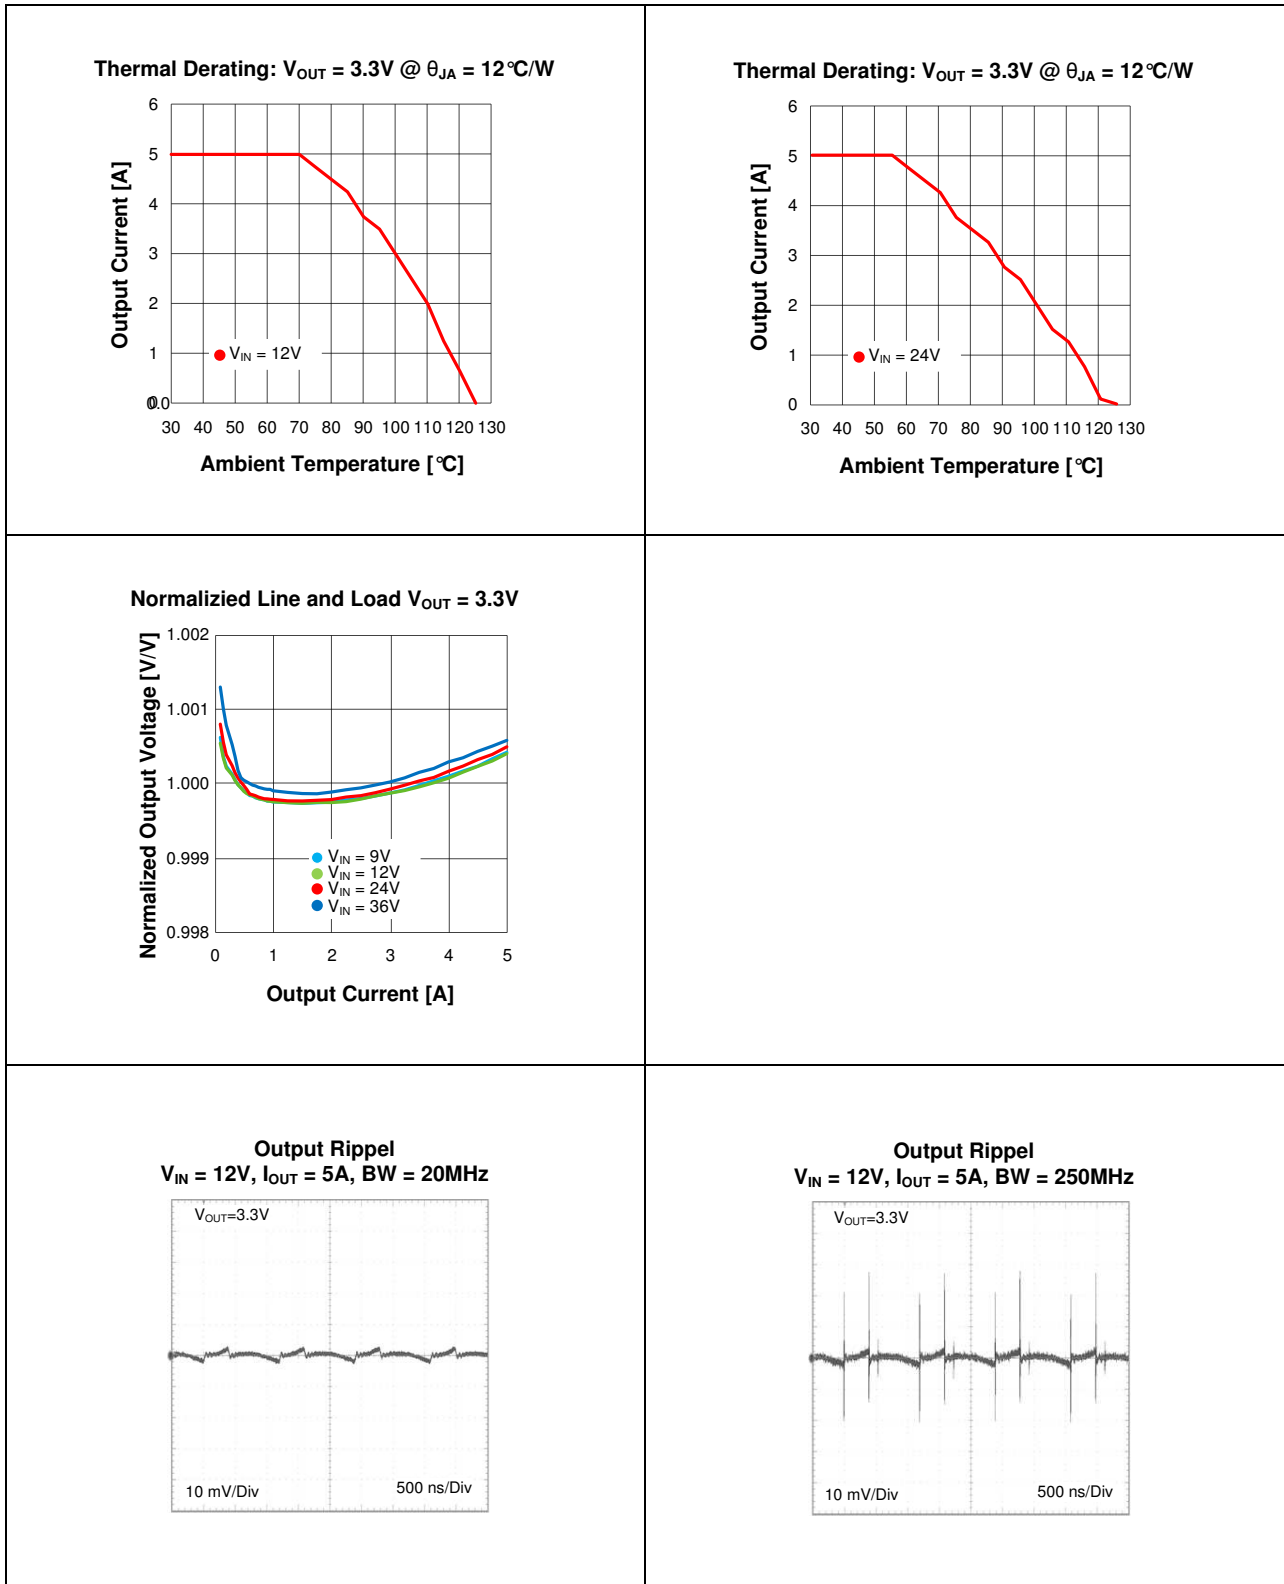 Thermal Derating: VOUT = 3.3V @ θJA = 12°C/W
6
5
4
3
2
1
0
0.0
Output Current [A]
VIN = 12V
30 40 50 60 70 80 90 100 110 120 130
Ambient Temperature [°C]
Thermal Derating: VOUT = 3.3V @ θJA = 12°C/W
6
5
4
3
2
1
0
Output Current [A]
VIN = 24V
30 40 50 60 70 80 90 100 110 120 130
Ambient Temperature [°C]
Normalizied Line and Load VOUT = 3.3V
1.002
1.001
1.000
0.999
0.998
Normalized Output Voltage [V/V]
VIN = 9V
VIN = 12V
VIN = 24V
VIN = 36V
0 1 2 3 4 5
Output Current [A]
Output Rippel
VIN = 12V, IOUT = 5A, BW = 20MHz
VOUT=3.3V
10 mV/Div 500 ns/Div
Output Rippel
VIN = 12V, IOUT = 5A, BW = 250MHz
VOUT=3.3V
10 mV/Div 500 ns/Div